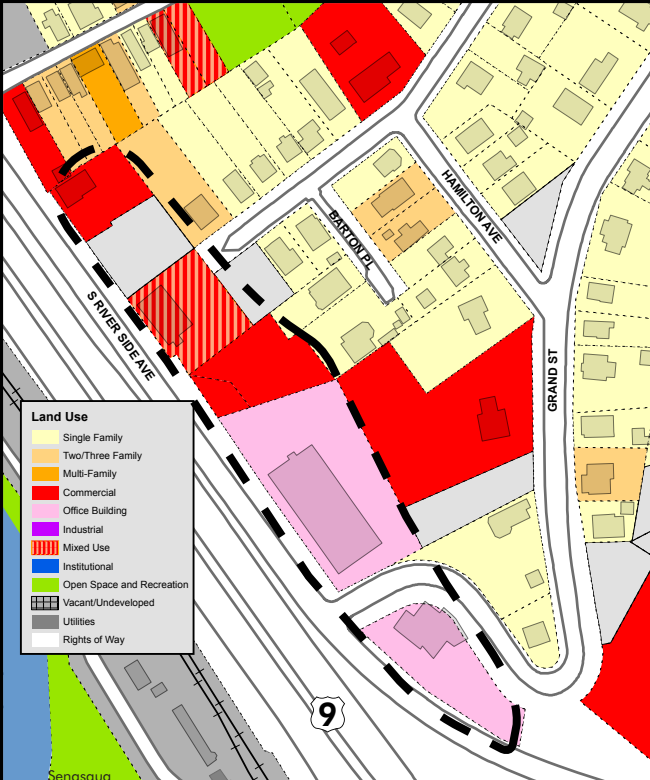 HAMILTON AVE
BARTON PL
S RIVER SIDE AVE
GRAND ST
Land Use
Single Family
Two/Three Family
Multi-Family
Commercial
Office Building
Industrial
Mixed Use
Institutional
Open Space and Recreation
Vacant/Undeveloped
Utilities
Rights of Way
9
Senasqua